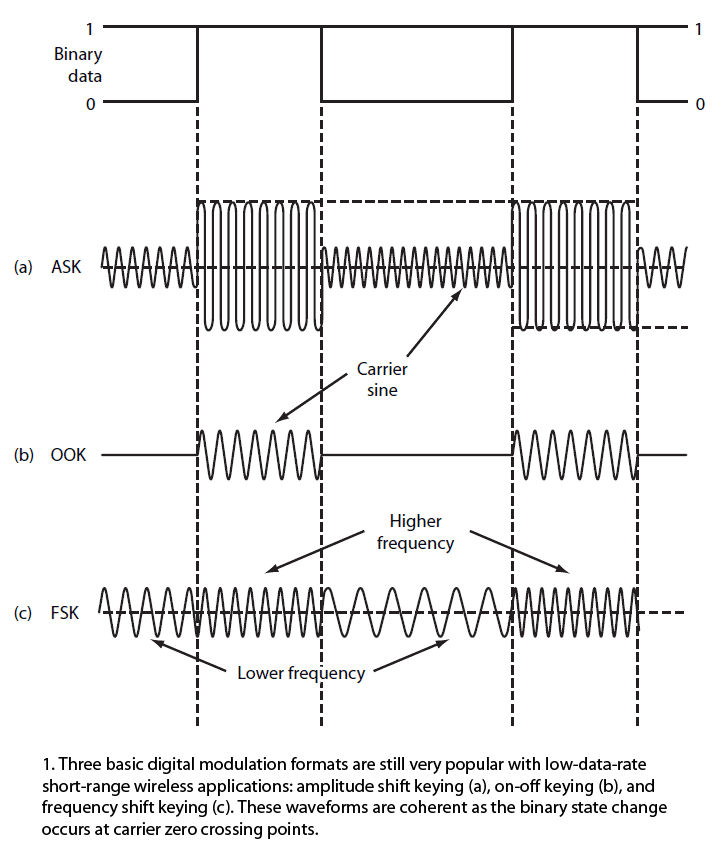 1
1
Binary
data
0
0
(a) ASK
Carrier
sine
(b) OOK
Higher
frequency
(c) FSK
Lower frequency
1. Three basic digital modulation formats are still very popular with low-data-rate
short-range wireless applications: amplitude shift keying (a), on-off keying (b), and
frequency shift keying (c). These waveforms are coherent as the binary state change
occurs at carrier zero crossing points.